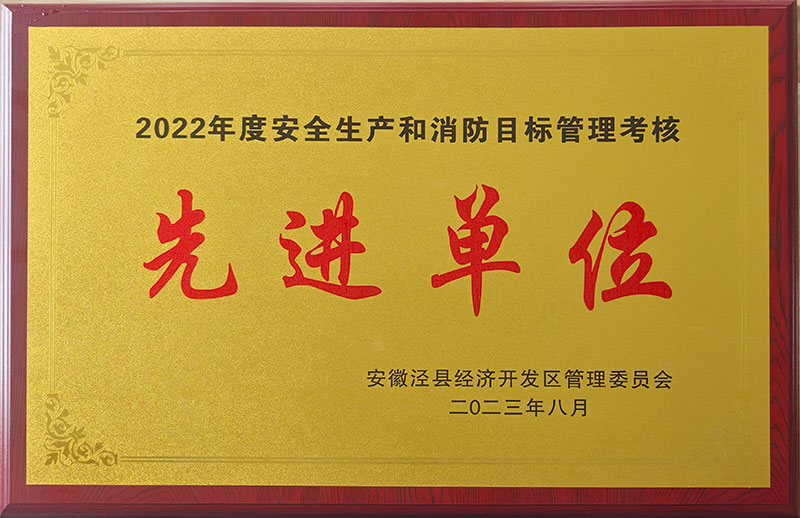 2022年度安全生产和消防目标管理考核
先进单位
安徽泾县经济开发区管理委员会
二〇二三年八月